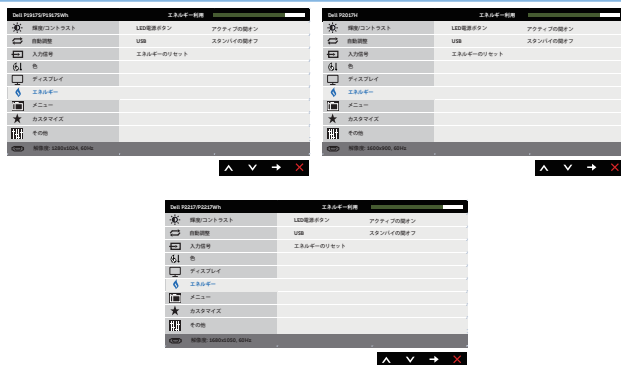 Dell P1917S/P1917SWh エネルギー利用
輝度/コントラスト LED電源ボタン アクティブの間オン
自動調整 USB スタンバイの間オフ
入力信号 エネルギーのリセット
色
ディスプレイ
エネルギー
メニュー
カスタマイズ
その他
解像度: 1280x1024, 60Hz
Dell P2017H エネルギー利用
輝度/コントラスト LED電源ボタン アクティブの間オン
自動調整 USB スタンバイの間オフ
入力信号 エネルギーのリセット
色
ディスプレイ
エネルギー
メニュー
カスタマイズ
その他
解像度: 1600x900, 60Hz
Dell P2217/P2217Wh エネルギー利用
輝度/コントラスト LED電源ボタン アクティブの間オン
自動調整 USB スタンバイの間オフ
入力信号 エネルギーのリセット
色
ディスプレイ
エネルギー
メニュー
カスタマイズ
その他
解像度: 1680x1050, 60Hz